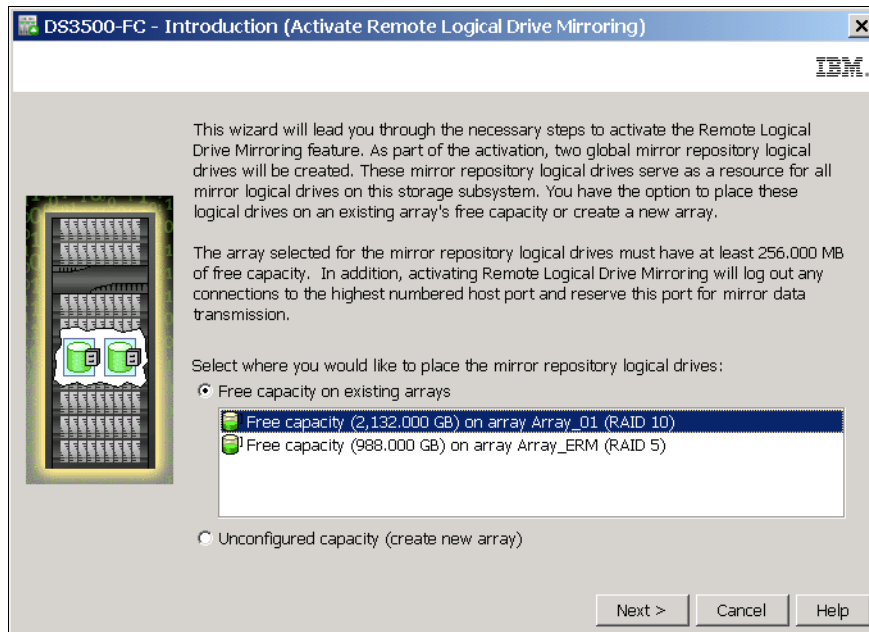 DS3500-FC - Introduction (Activate Remote Logical Drive Mirroring)
IBM.
This wizard will lead you through the necessary steps to activate the Remote Logical
Drive Mirroring feature. As part of the activation, two global mirror repository logical
drives will be created. These mirror repository logical drives serve as a resource for all
mirror logical drives on this storage subsystem. You have the option to place these
logical drives on an existing array's free capacity or create a new array.
The array selected for the mirror repository logical drives must have at least 256.000 MB
of free capacity. In addition, activating Remote Logical Drive Mirroring will log out any
connections to the highest numbered host port and reserve this port for mirror data
transmission.
Select where you would like to place the mirror repository logical drives:
Free capacity on existing arrays
Free capacity (2,132.000 GB) on array Array_01 (RAID 10)
Free capacity (988.000 GB) on array Array_ERM (RAID 5)
Unconfigured capacity (create new array)
Next >
Cancel
Help